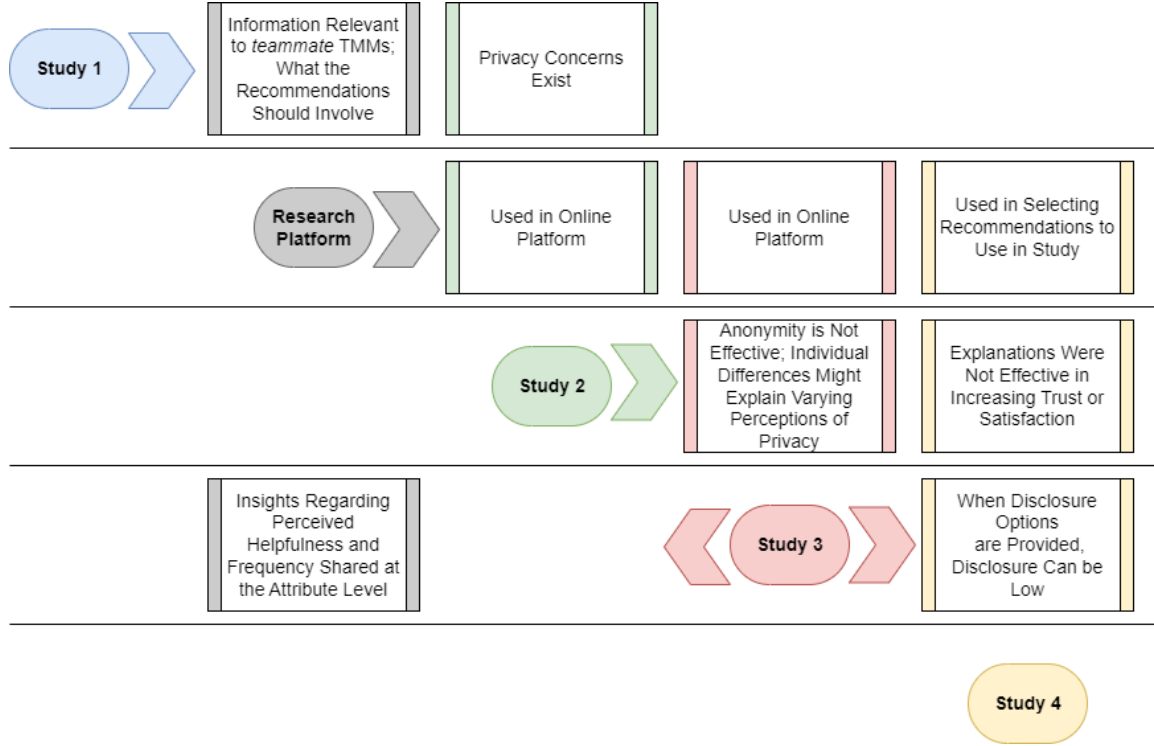 Study 1
Information Relevant
to teammate TMMs;
What the
Recommendations
Should Involve
Privacy Concerns
Exist
Research
Platform
Used in Online
Platform
Used in Online
Platform
Used in Selecting
Recommendations to
Use in Study
Study 2
Anonymity is Not
Effective; Individual
Differences Might
Explain Varying
Perceptions of
Privacy
Explanations Were
Not Effective in
Increasing Trust or
Satisfaction
Insights Regarding
Perceived
Helpfulness and
Frequency Shared at
the Attribute Level
Study 3
When Disclosure
Options
are Provided,
Disclosure Can be
Low
Study 4